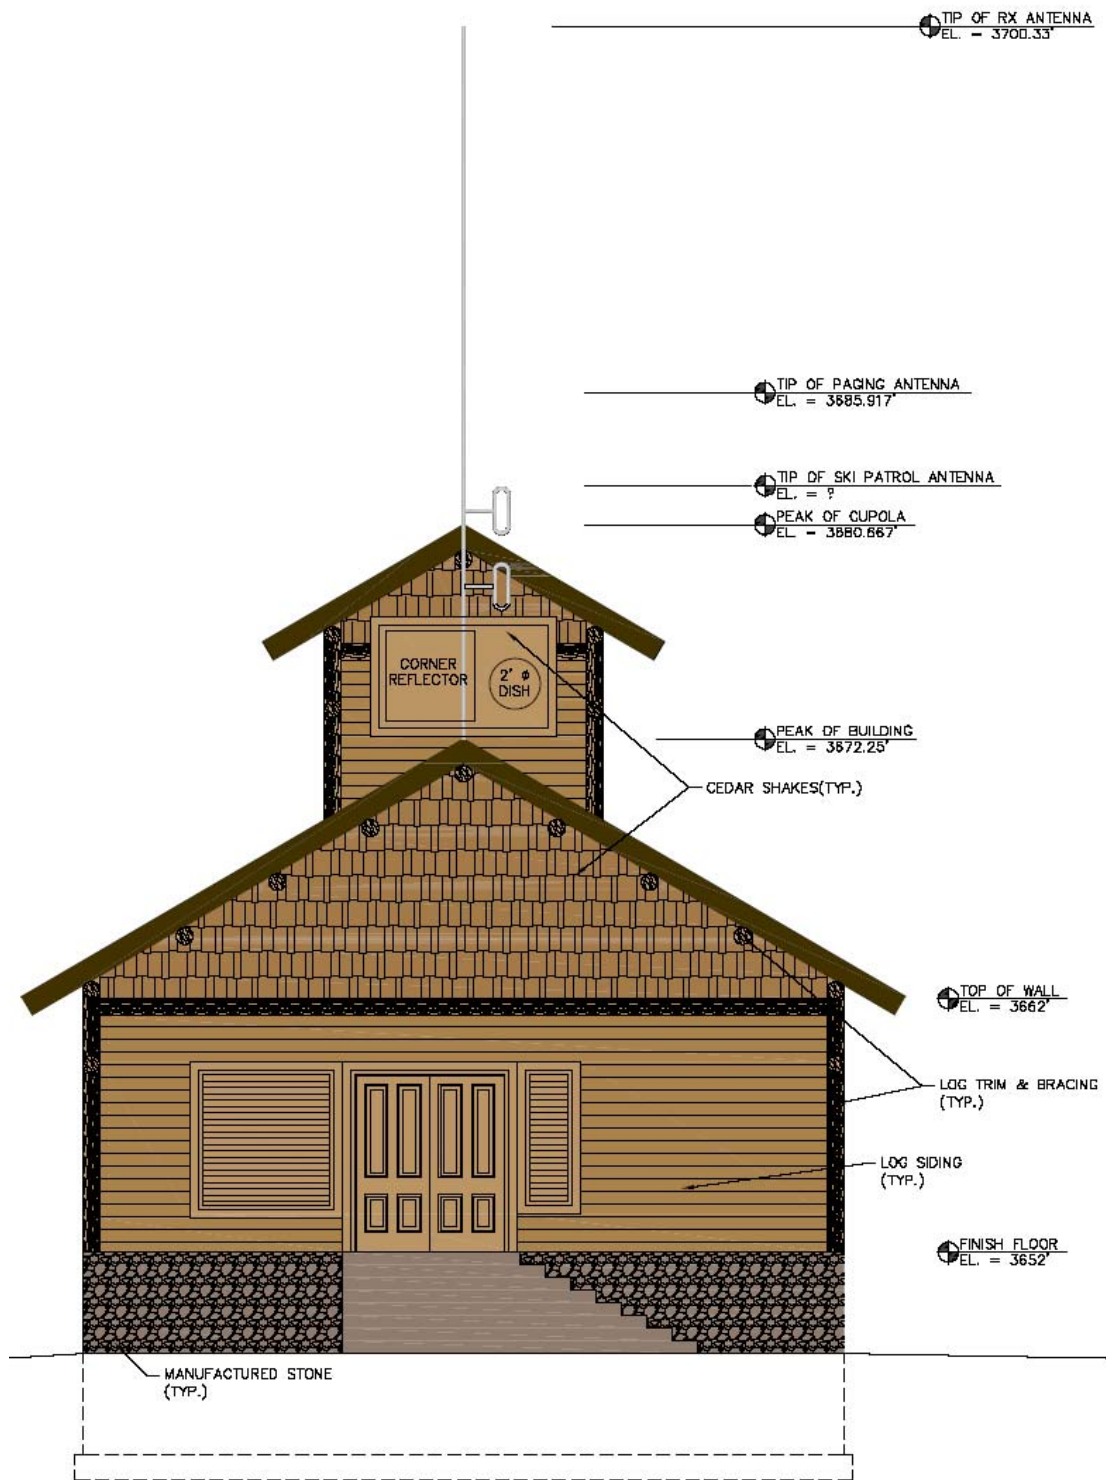 TIP OF RX ANTENNA
EL. = 3700.33'
TIP OF PAGING ANTENNA
EL. = 3685.917'
TIP OF SKI PATROL ANTENNA
EL. = ?
PEAK OF CUPOLA
EL. = 3680.667'
CORNER
REFLECTOR
2' ø
DISH
PEAK OF BUILDING
EL. = 3672.25'
CEDAR SHAKES(TYP.)
TOP OF WALL
EL. = 3662'
LOG TRIM & BRACING
(TYP.)
LOG SIDING
(TYP.)
FINISH FLOOR
EL. = 3652'
MANUFACTURED STONE
(TYP.)